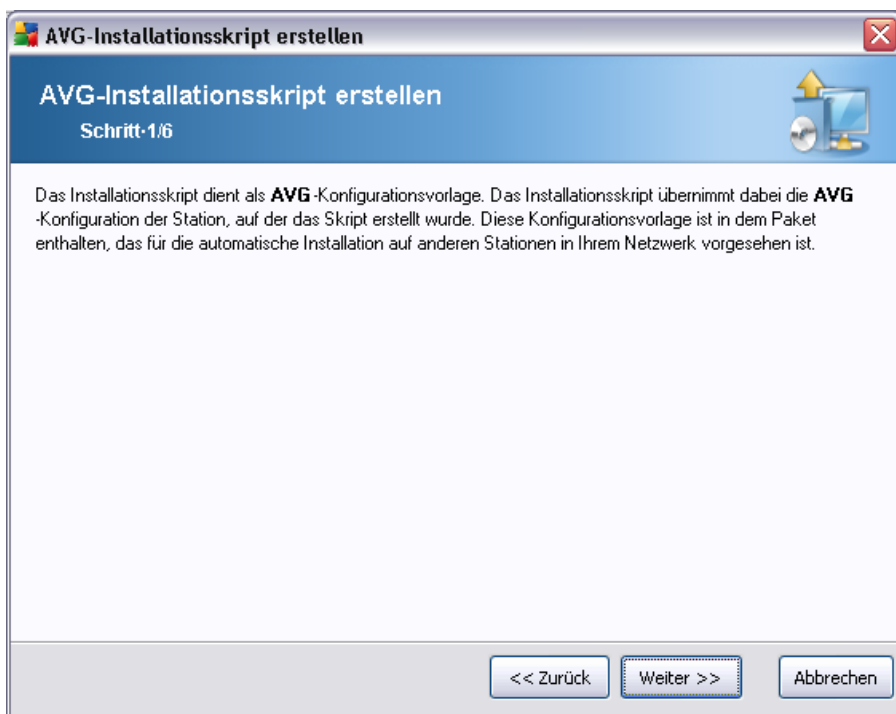 AVG-Installationsskript erstellen
AVG-Installationsskript erstellen
Schritt·1/6
Das Installationsskript dient als AVG -Konfigurationsvorlage. Das Installationsskript übernimmt dabei die AVG
-Konfiguration der Station, auf der das Skript erstellt wurde. Diese Konfigurationsvorlage ist in dem Paket
enthalten, das für die automatische Installation auf anderen Stationen in Ihrem Netzwerk vorgesehen ist.
<< Zurück
Weiter >>
Abbrechen